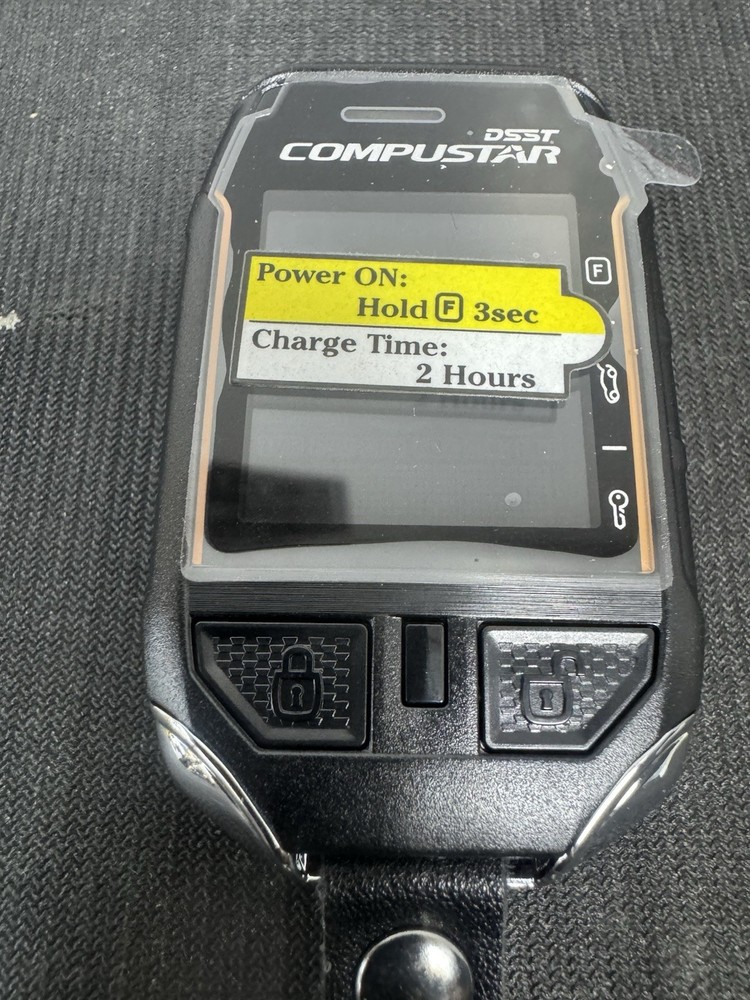 DSST
COMPUSTAR
F
Power ON:
Hold F 3sec
Charge Time:
2 Hours